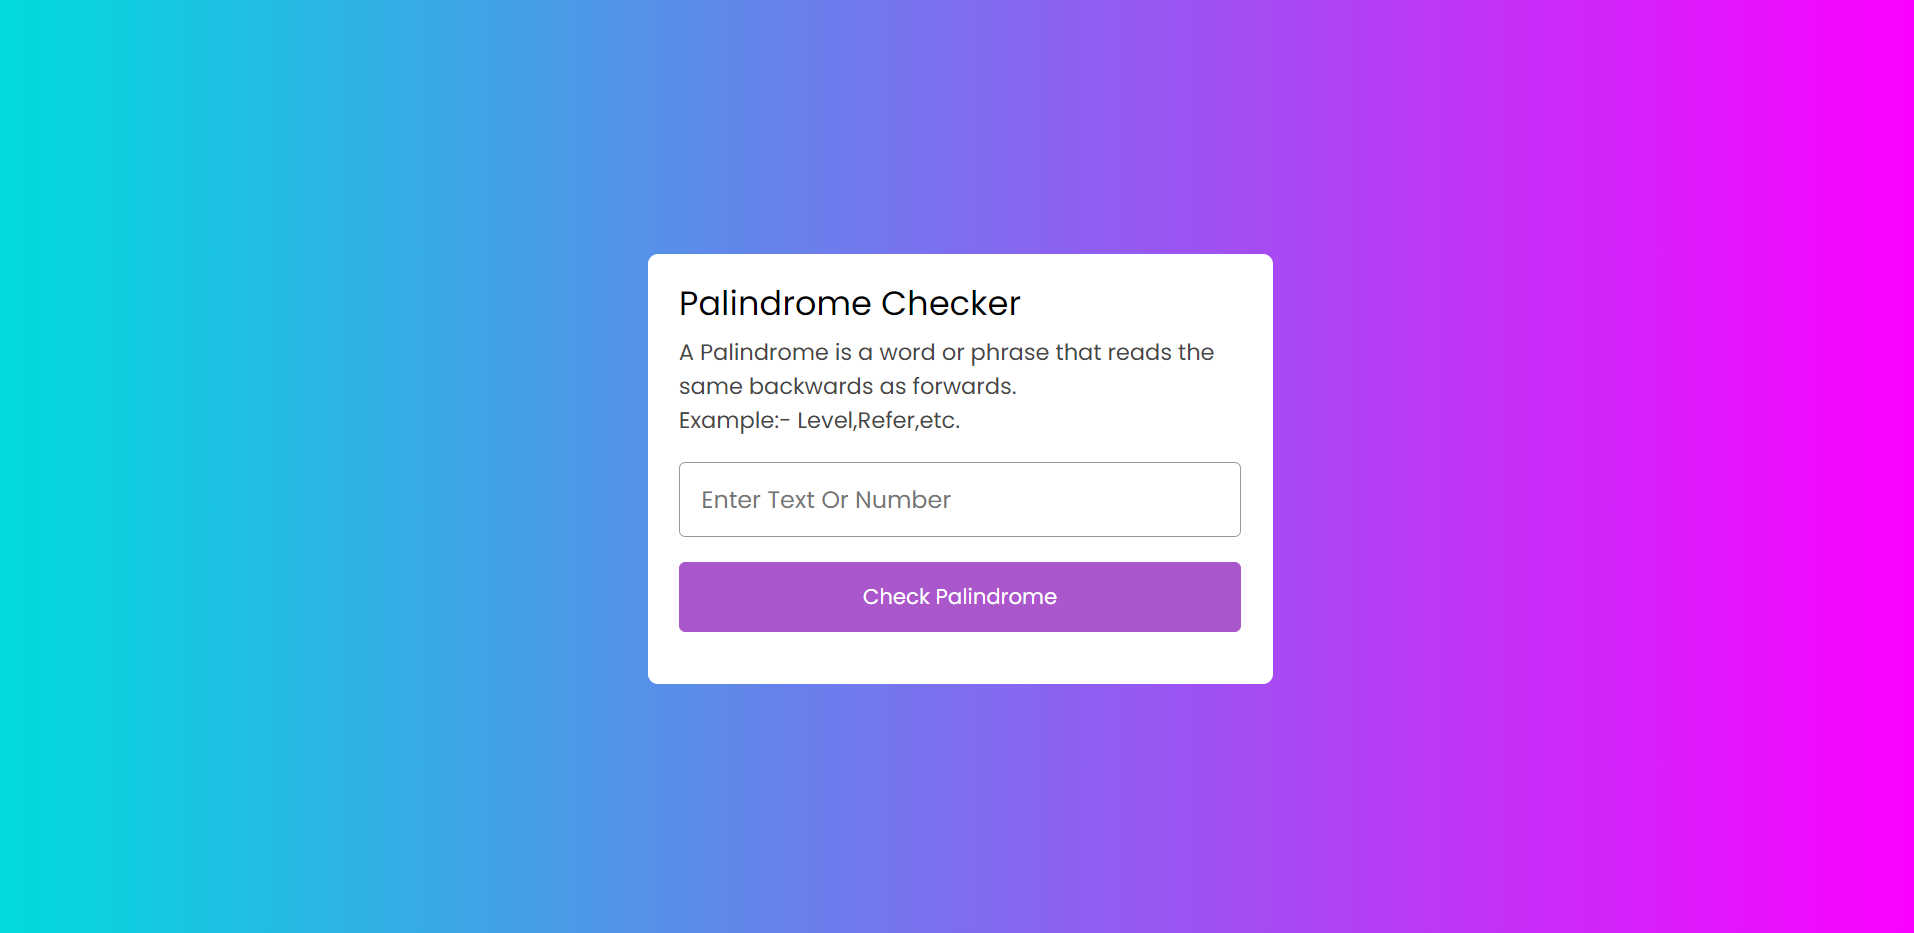 Palindrome Checker
A Palindrome is a word or phrase that reads the
same backwards as forwards.
Example:- Level,Refer,etc.
Enter Text Or Number
Check Palindrome